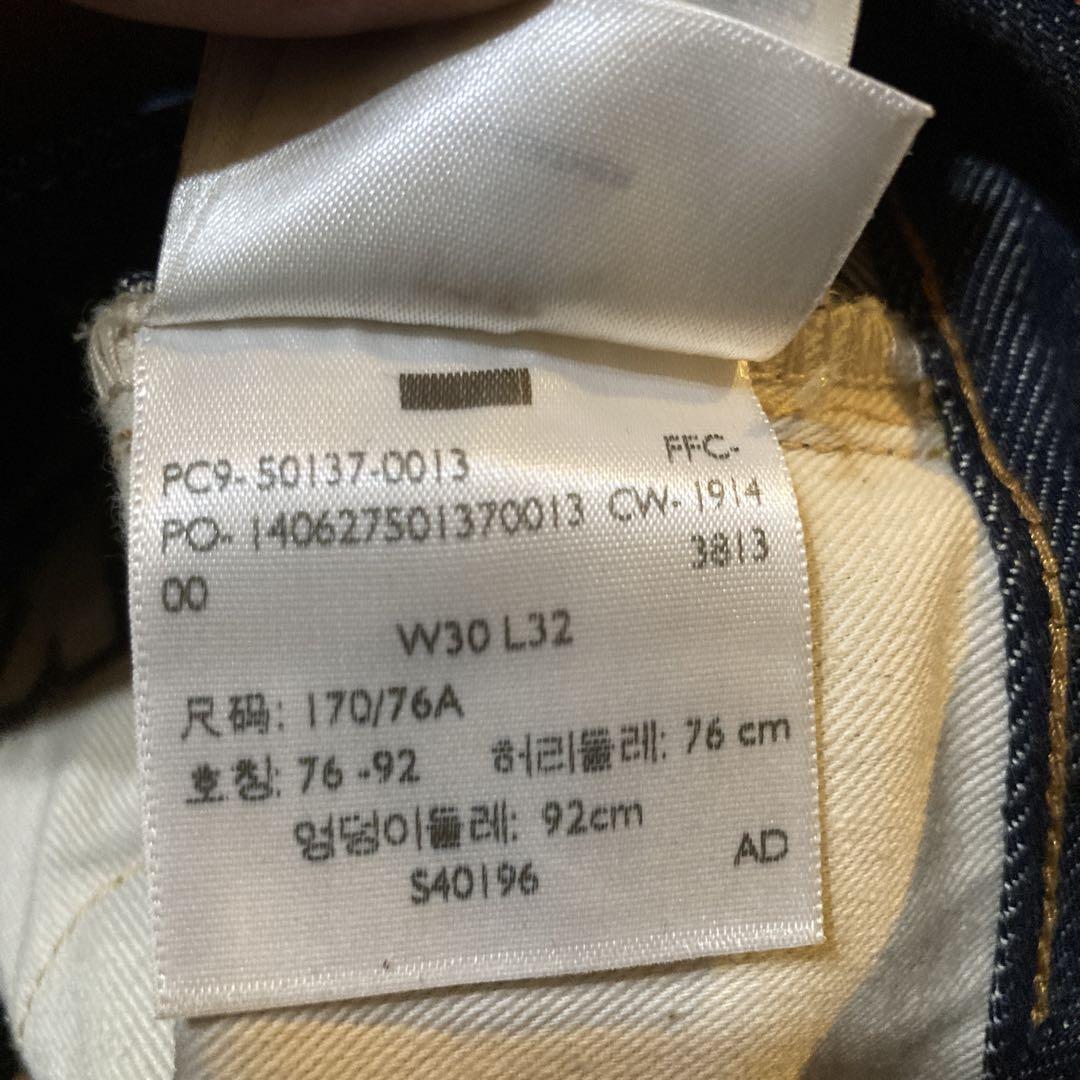 PC9-50137-0013 FFC-
PO-140627501370013 CW-1914
00 3813
W30 L32
尺码: 170/76A
호칭: 76-92 허리둘레: 76 cm
엉덩이둘레: 92cm
S40196 AD